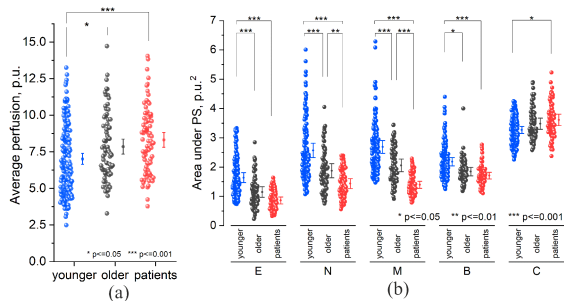 ***
*
Average perfusion, p.u.
15.0
12.5
10.0
7.5
5.0
2.5
0.0
* p<=0.05 *** p<=0.001
younger older patients
(a)
Area under PS, p.u.²
7
6
5
4
3
2
1
0
***
***
***
*** **
***
*** ***
***
*
*
* p<=0.05 ** p<=0.01 *** p<=0.001
younger older patients younger older patients younger older patients younger older patients younger older patients
E N M B C
(b)